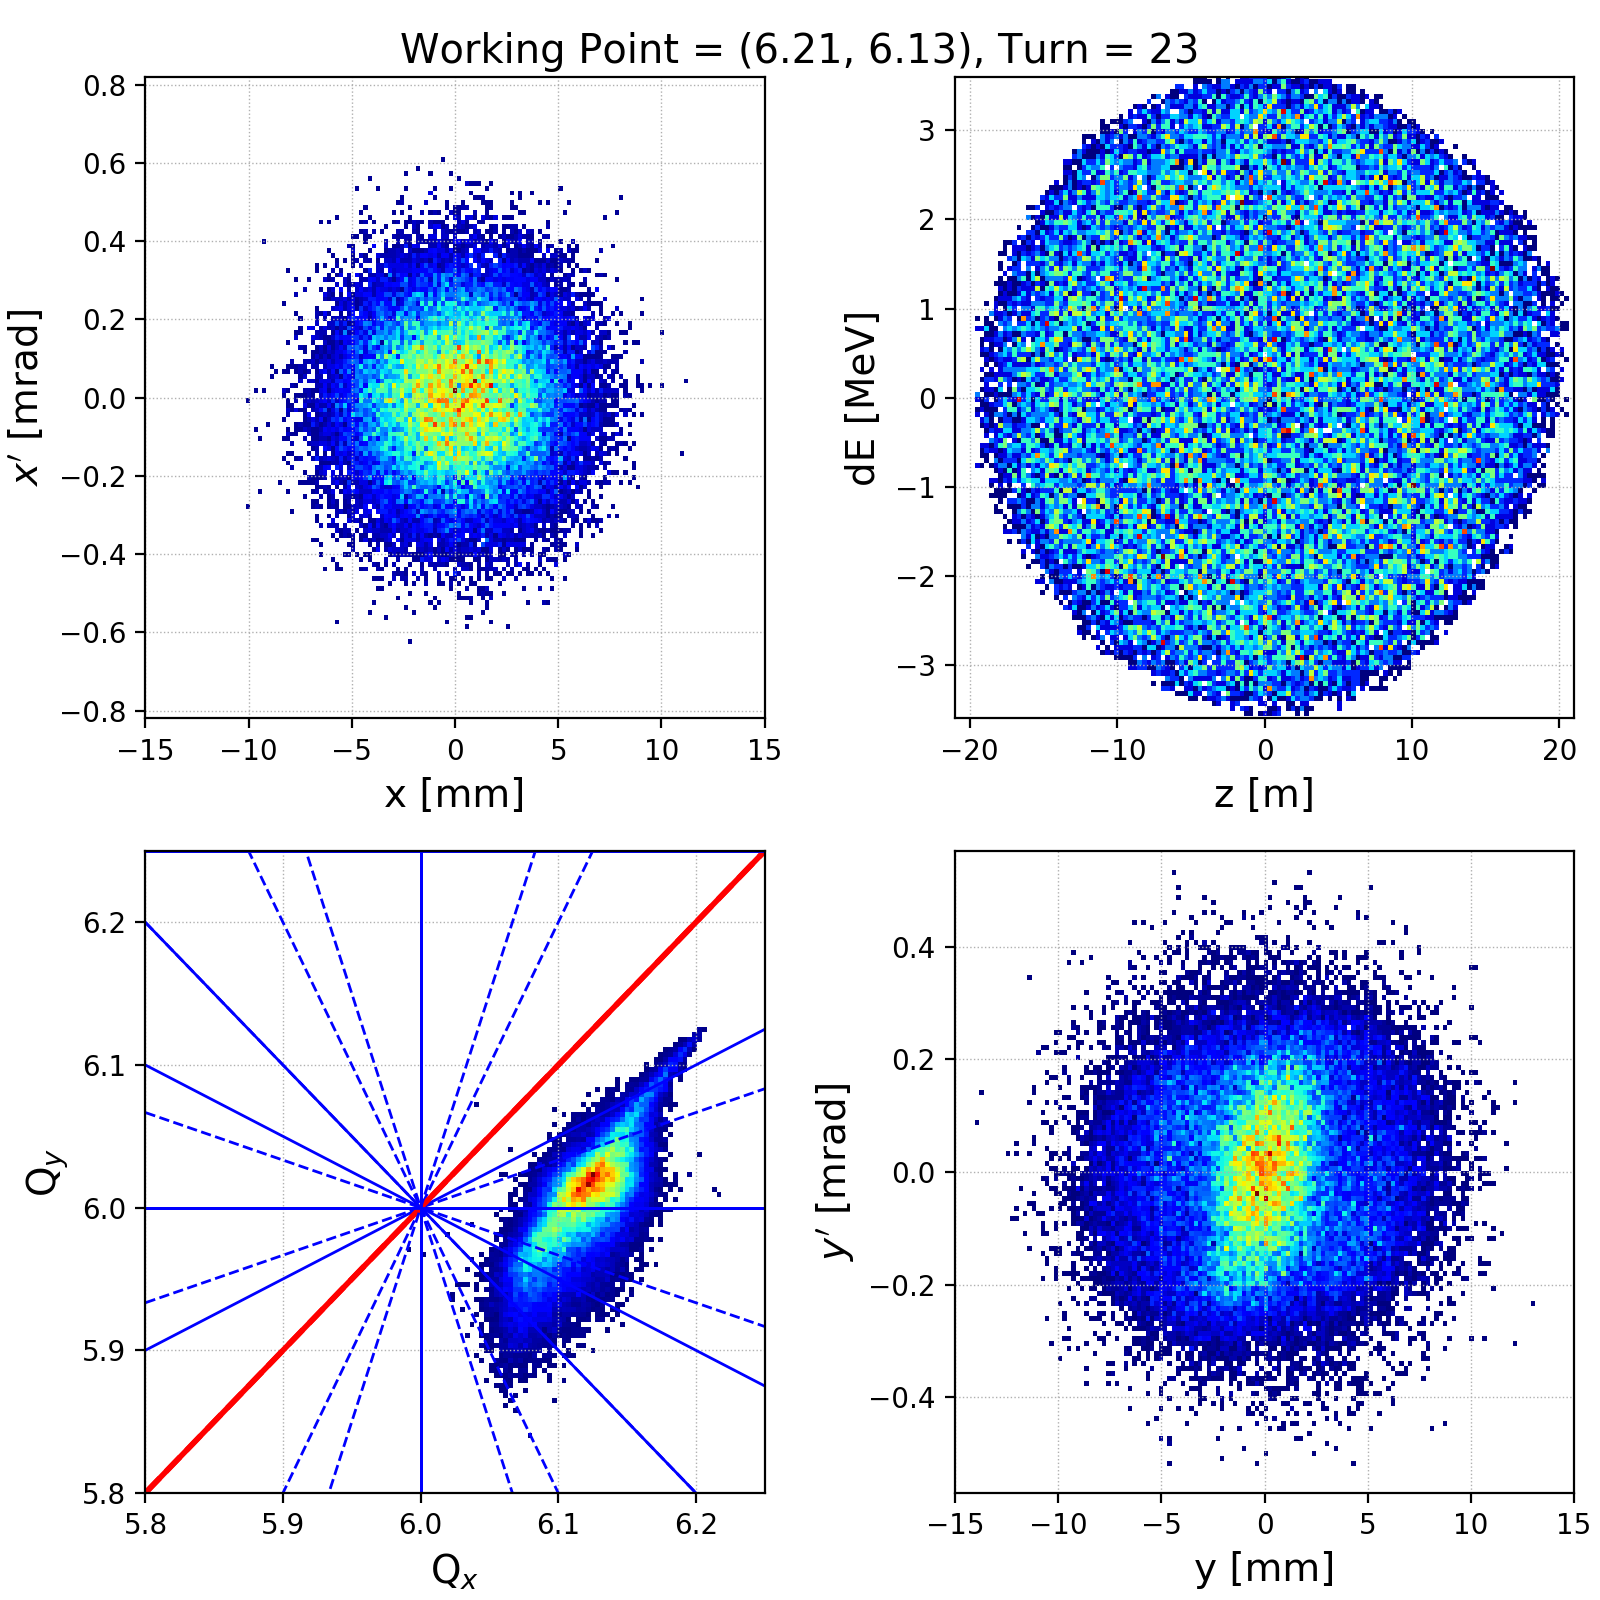 Working Point = (6.21, 6.13), Turn = 23
0.8
0.6
0.4
0.2
0.0
−0.2
−0.4
−0.6
−0.8
x′ [mrad]
−15 −10 −5 0 5 10 15
x [mm]
3
2
1
0
−1
−2
−3
dE [MeV]
−20 −10 0 10 20
z [m]
6.2
6.1
6.0
5.9
5.8
Qy
5.8 5.9 6.0 6.1 6.2
Qx
0.4
0.2
0.0
−0.2
−0.4
y′ [mrad]
−15 −10 −5 0 5 10 15
y [mm]